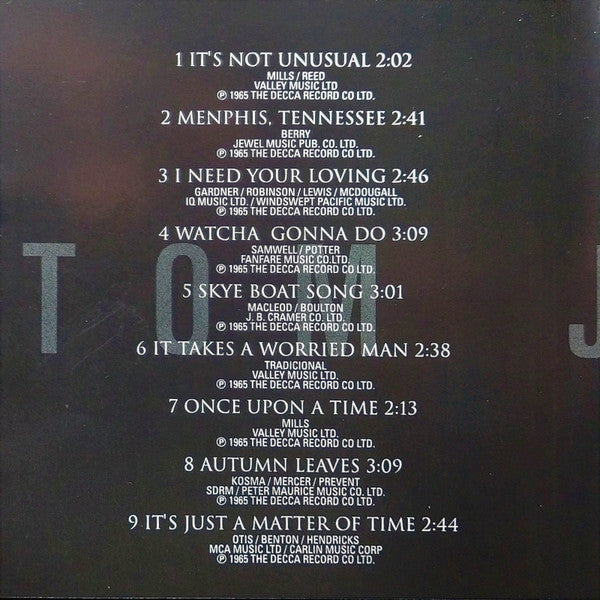 1 IT'S NOT UNUSUAL 2:02
MILLS / REED
VALLEY MUSIC LTD
℗ 1965 THE DECCA RECORD CO LTD.
2 MENPHIS, TENNESSEE 2:41
BERRY
JEWEL MUSIC PUB. CO. LTD.
℗ 1965 THE DECCA RECORD CO LTD.
3 I NEED YOUR LOVING 2:46
GARDNER / ROBINSON / LEWIS / MCDOUGALL
IQ MUSIC LTD. / WINDSWEPT PACIFIC MUSIC LTD.
℗ 1965 THE DECCA RECORD CO LTD.
4 WATCHA GONNA DO 3:09
SAMWELL / POTTER
FANFARE MUSIC CO.LTD.
℗ 1965 THE DECCA RECORD CO LTD.
TOM J
5 SKYE BOAT SONG 3:01
MACLEOD / BOULTON
J. B. CRAMER CO. LTD.
℗ 1965 THE DECCA RECORD CO LTD.
6 IT TAKES A WORRIED MAN 2:38
TRADICIONAL
VALLEY MUSIC LTD.
℗ 1965 THE DECCA RECORD CO LTD.
7 ONCE UPON A TIME 2:13
MILLS
VALLEY MUSIC LTD.
℗ 1965 THE DECCA RECORD CO LTD.
8 AUTUMN LEAVES 3:09
KOSMA / MERCER / PREVENT
SDRM / PETER MAURICE MUSIC CO. LTD.
℗ 1965 THE DECCA RECORD CO LTD.
9 IT'S JUST A MATTER OF TIME 2:44
OTIS / BENTON / HENDRICKS
MCA MUSIC LTD / CARLIN MUSIC CORP
℗ 1965 THE DECCA RECORD CO LTD.